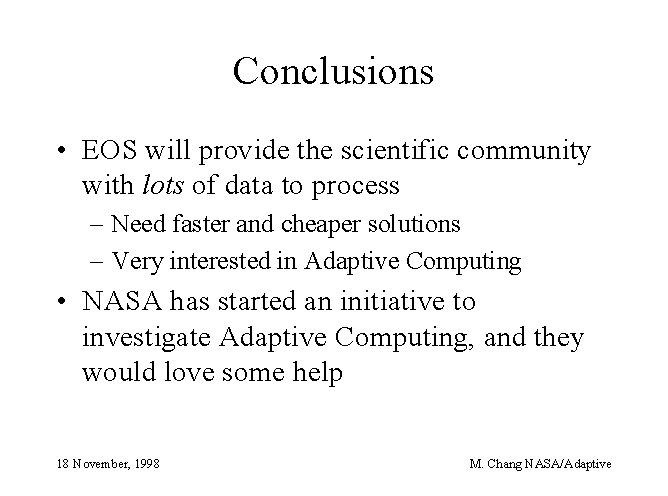 Conclusions
• EOS will provide the scientific community
with lots of data to process
– Need faster and cheaper solutions
– Very interested in Adaptive Computing
• NASA has started an initiative to
investigate Adaptive Computing, and they
would love some help
18 November, 1998
M. Chang NASA/Adaptive